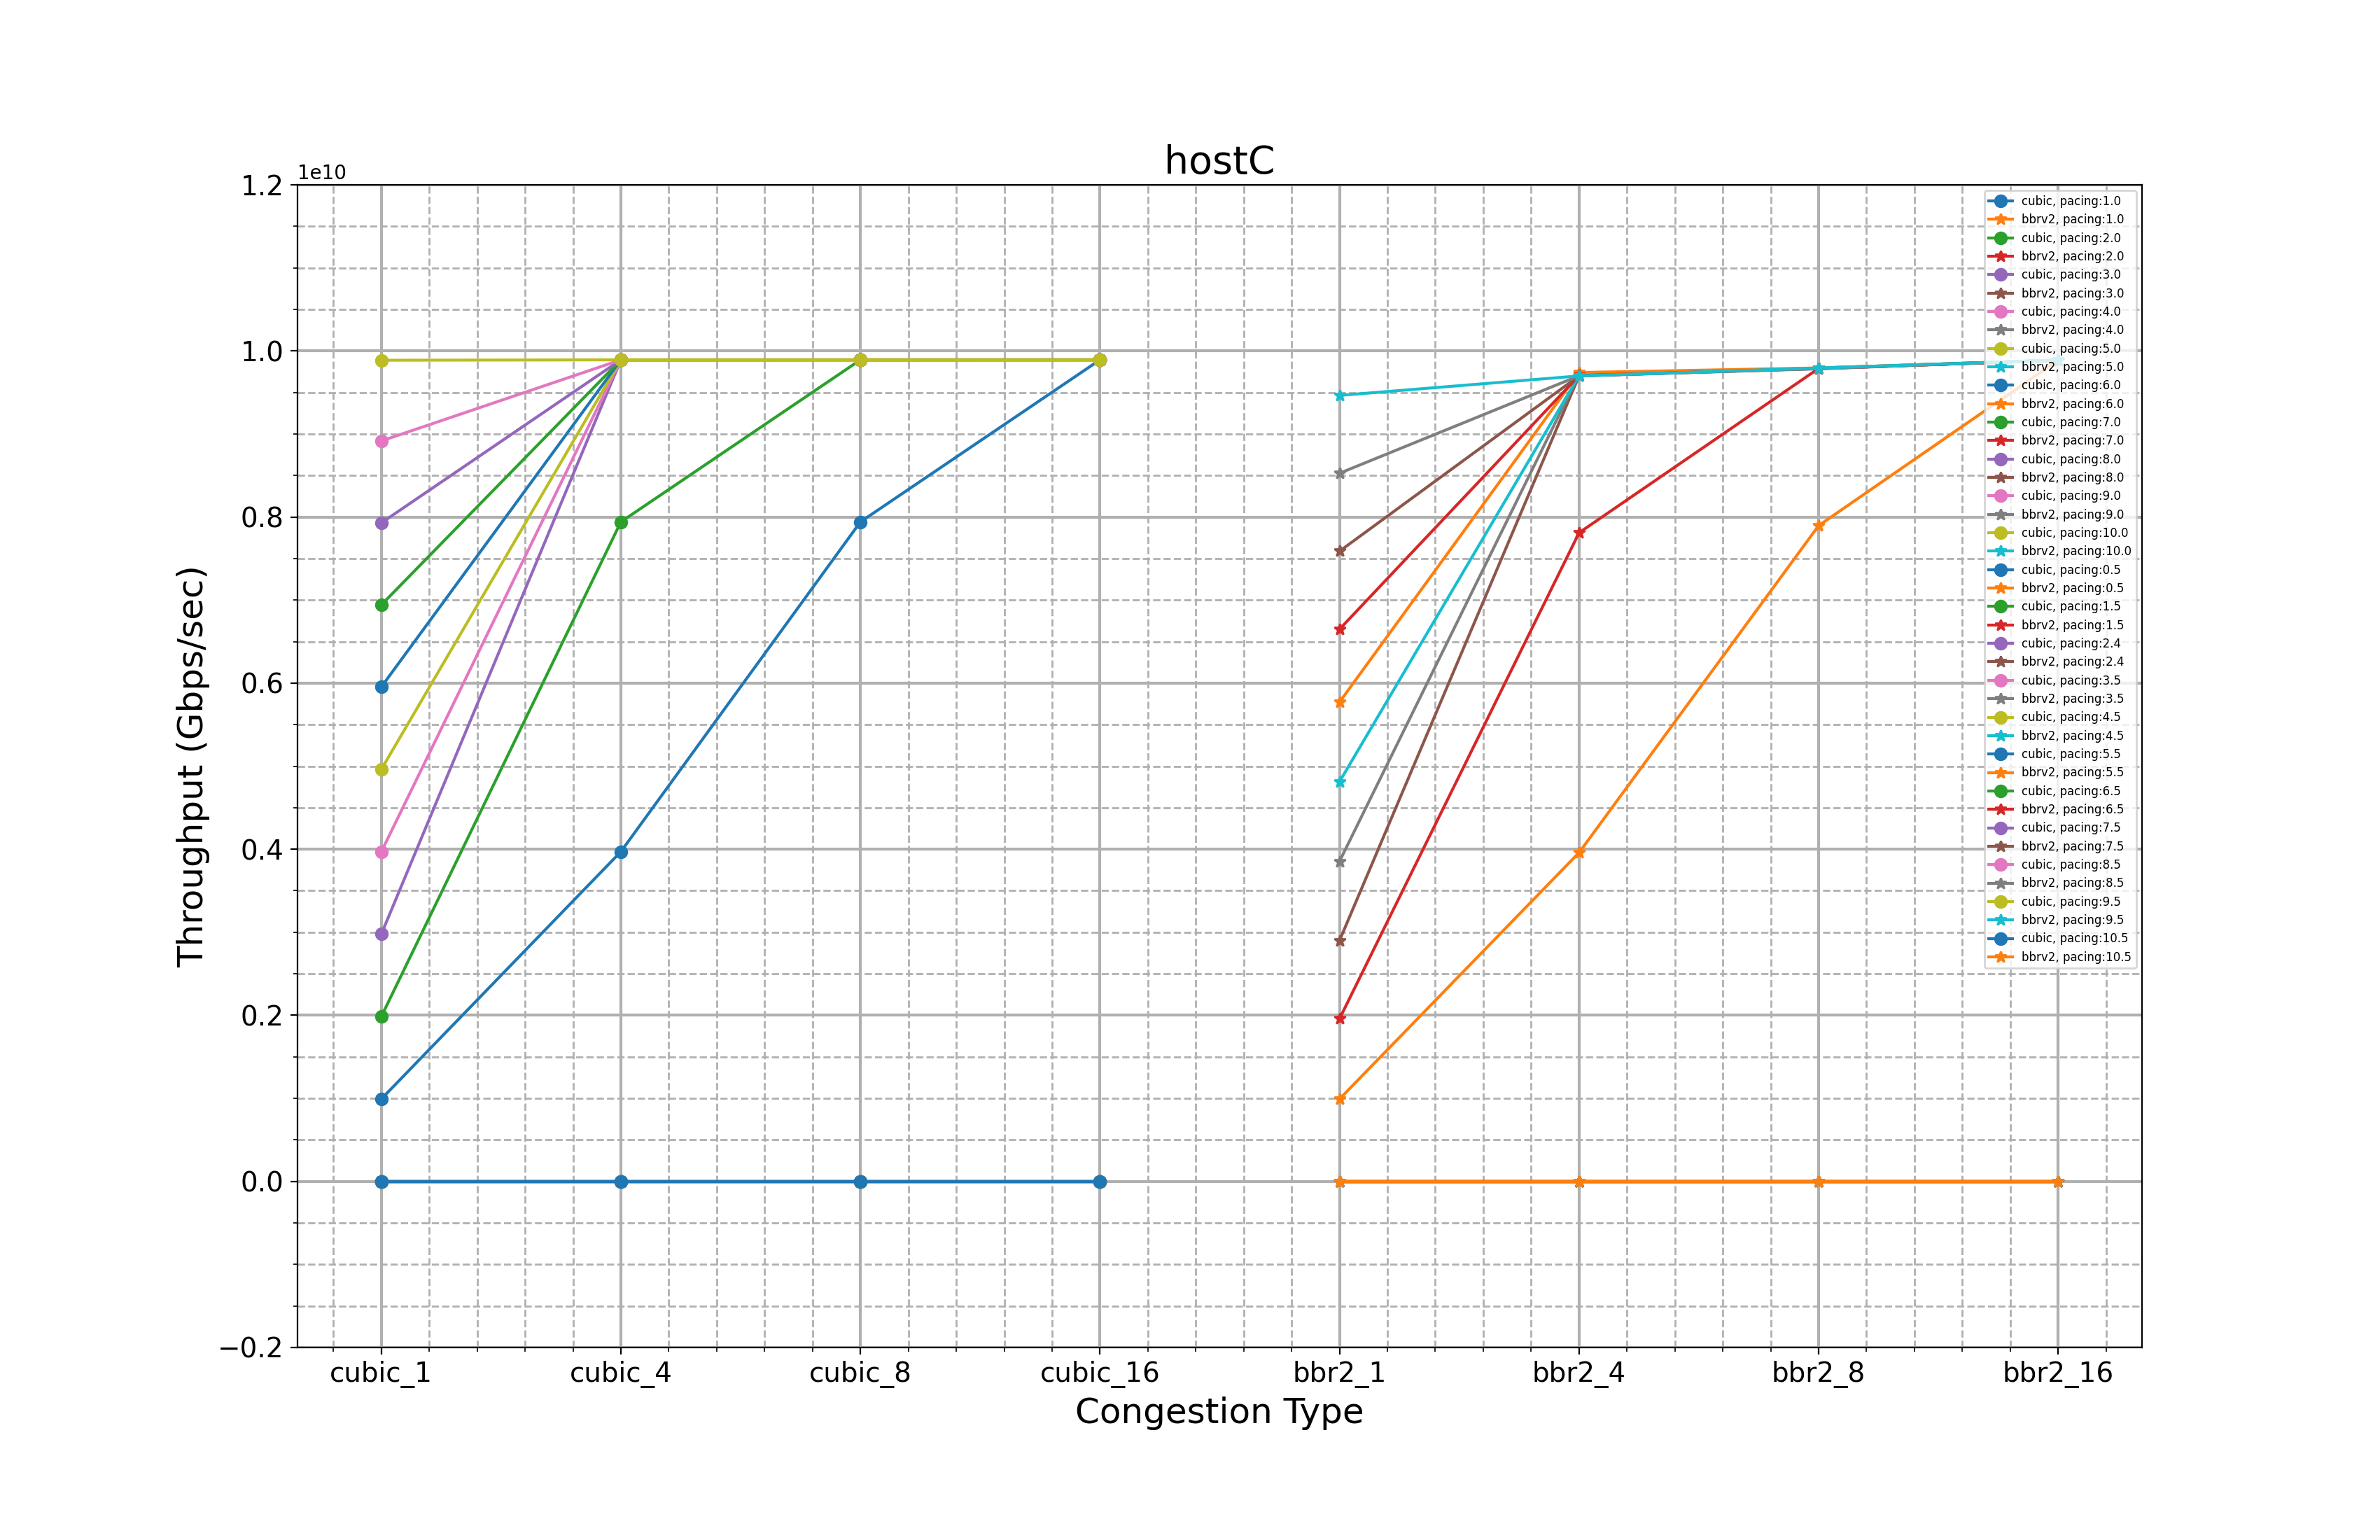 hostC
1e10
1.2
1.0
0.8
0.6
0.4
0.2
0.0
−0.2
Throughput (Gbps/sec)
cubic_1 cubic_4 cubic_8 cubic_16 bbr2_1 bbr2_4 bbr2_8 bbr2_16
Congestion Type
cubic, pacing:1.0
bbrv2, pacing:1.0
cubic, pacing:2.0
bbrv2, pacing:2.0
cubic, pacing:3.0
bbrv2, pacing:3.0
cubic, pacing:4.0
bbrv2, pacing:4.0
cubic, pacing:5.0
bbrv2, pacing:5.0
cubic, pacing:6.0
bbrv2, pacing:6.0
cubic, pacing:7.0
bbrv2, pacing:7.0
cubic, pacing:8.0
bbrv2, pacing:8.0
cubic, pacing:9.0
bbrv2, pacing:9.0
cubic, pacing:10.0
bbrv2, pacing:10.0
cubic, pacing:0.5
bbrv2, pacing:0.5
cubic, pacing:1.5
bbrv2, pacing:1.5
cubic, pacing:2.4
bbrv2, pacing:2.4
cubic, pacing:3.5
bbrv2, pacing:3.5
cubic, pacing:4.5
bbrv2, pacing:4.5
cubic, pacing:5.5
bbrv2, pacing:5.5
cubic, pacing:6.5
bbrv2, pacing:6.5
cubic, pacing:7.5
bbrv2, pacing:7.5
cubic, pacing:8.5
bbrv2, pacing:8.5
cubic, pacing:9.5
bbrv2, pacing:9.5
cubic, pacing:10.5
bbrv2, pacing:10.5